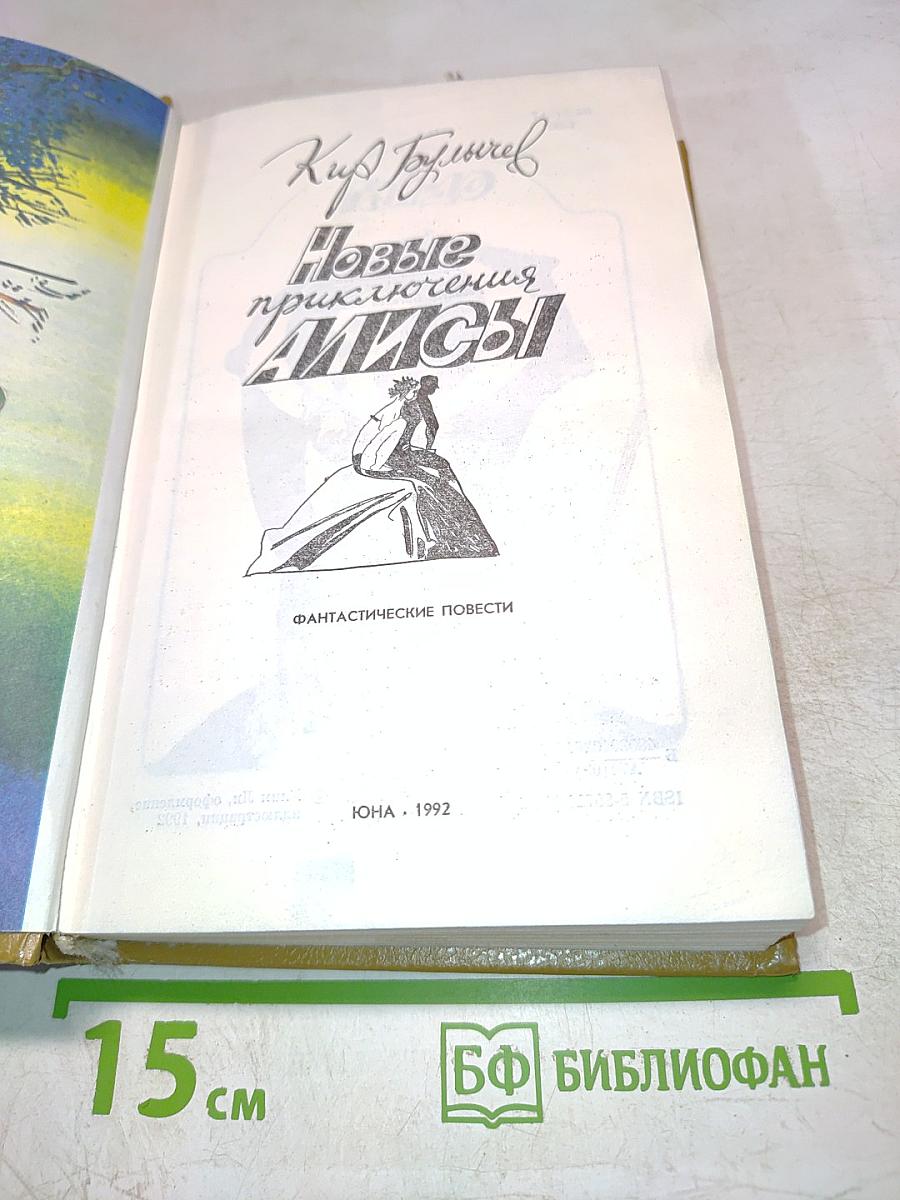 Кир Булычев
Новые
приключения
АЛИСЫ
ФАНТАСТИЧЕСКИЕ ПОВЕСТИ
ЮНА • 1992
15 см
БФ БИБЛИОФАН